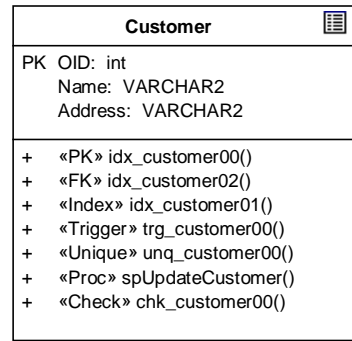 Customer
PK OID: int
Name: VARCHAR2
Address: VARCHAR2
+ «PK» idx_customer00()
+ «FK» idx_customer02()
+ «Index» idx_customer01()
+ «Trigger» trg_customer00()
+ «Unique» unq_customer00()
+ «Proc» spUpdateCustomer()
+ «Check» chk_customer00()